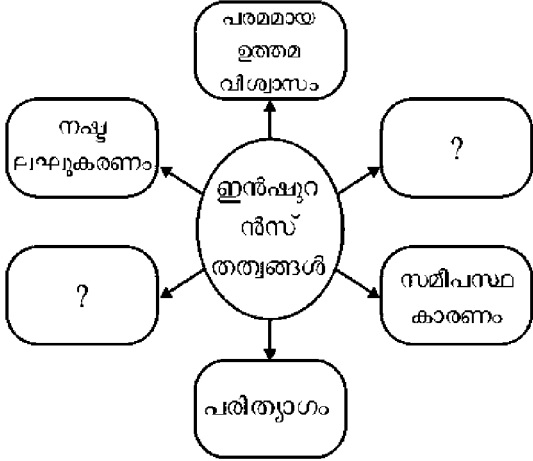 പരമമായ
ഉത്തമ
വിശ്വാസം
നഷ്ട
ലഘുകരണം
?
ഇൻഷുറ
ൻസ്
തത്വങ്ങൾ
?
സമീപസ്ഥ
കാരണം
പരിത്യാഗം